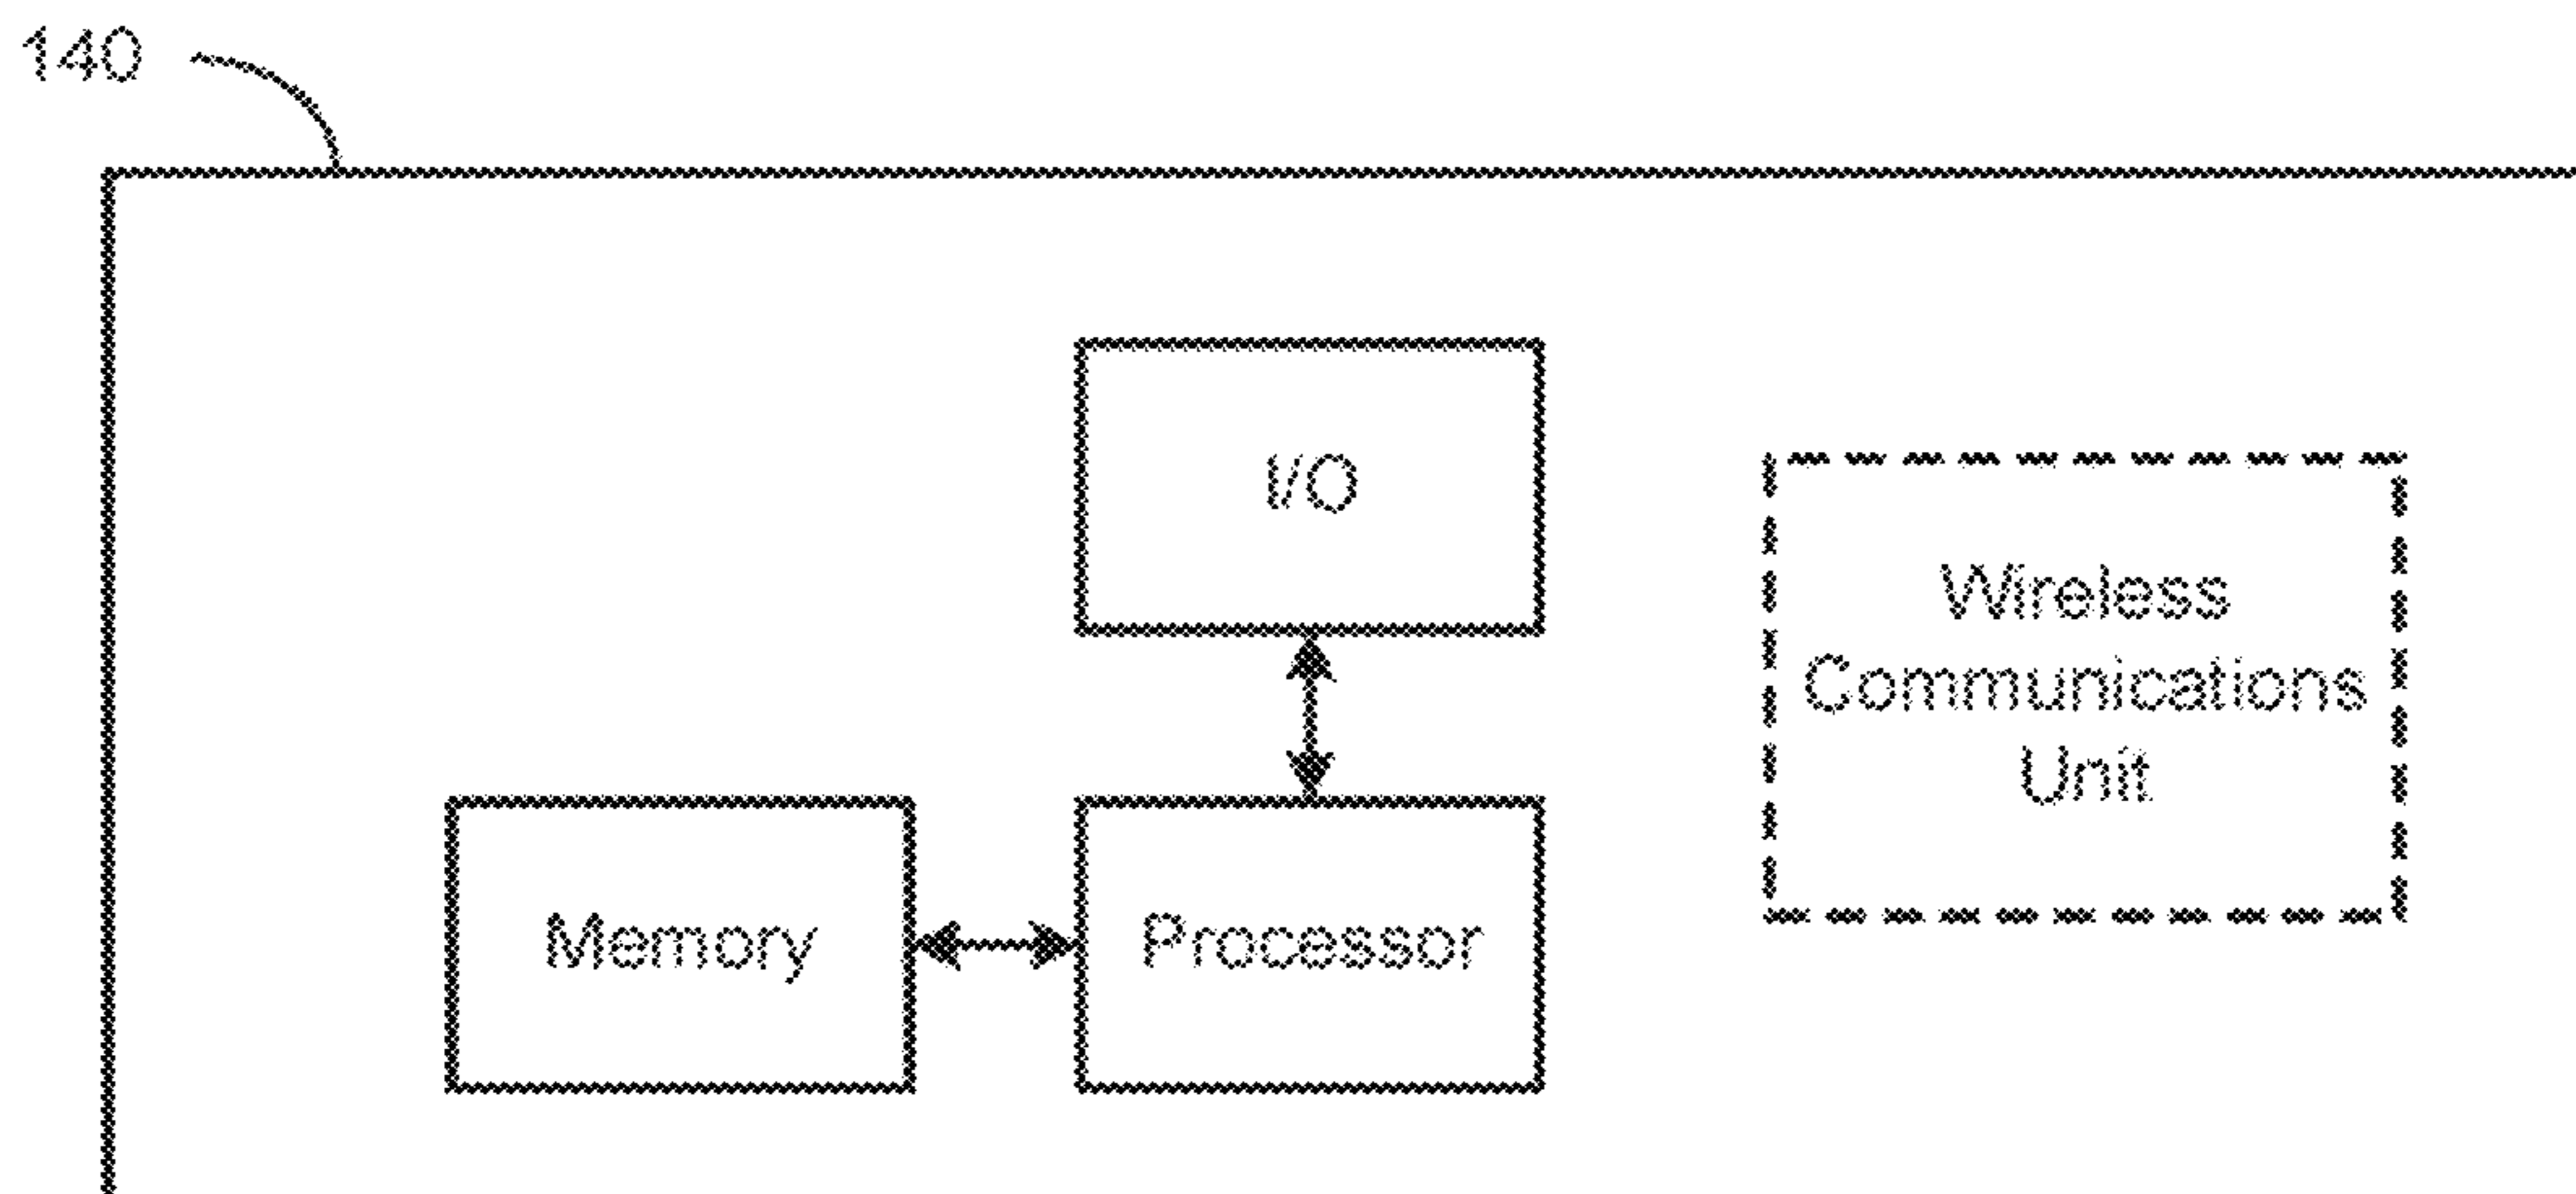 140
I/O
Wireless
Communications
Unit
Memory
Processor